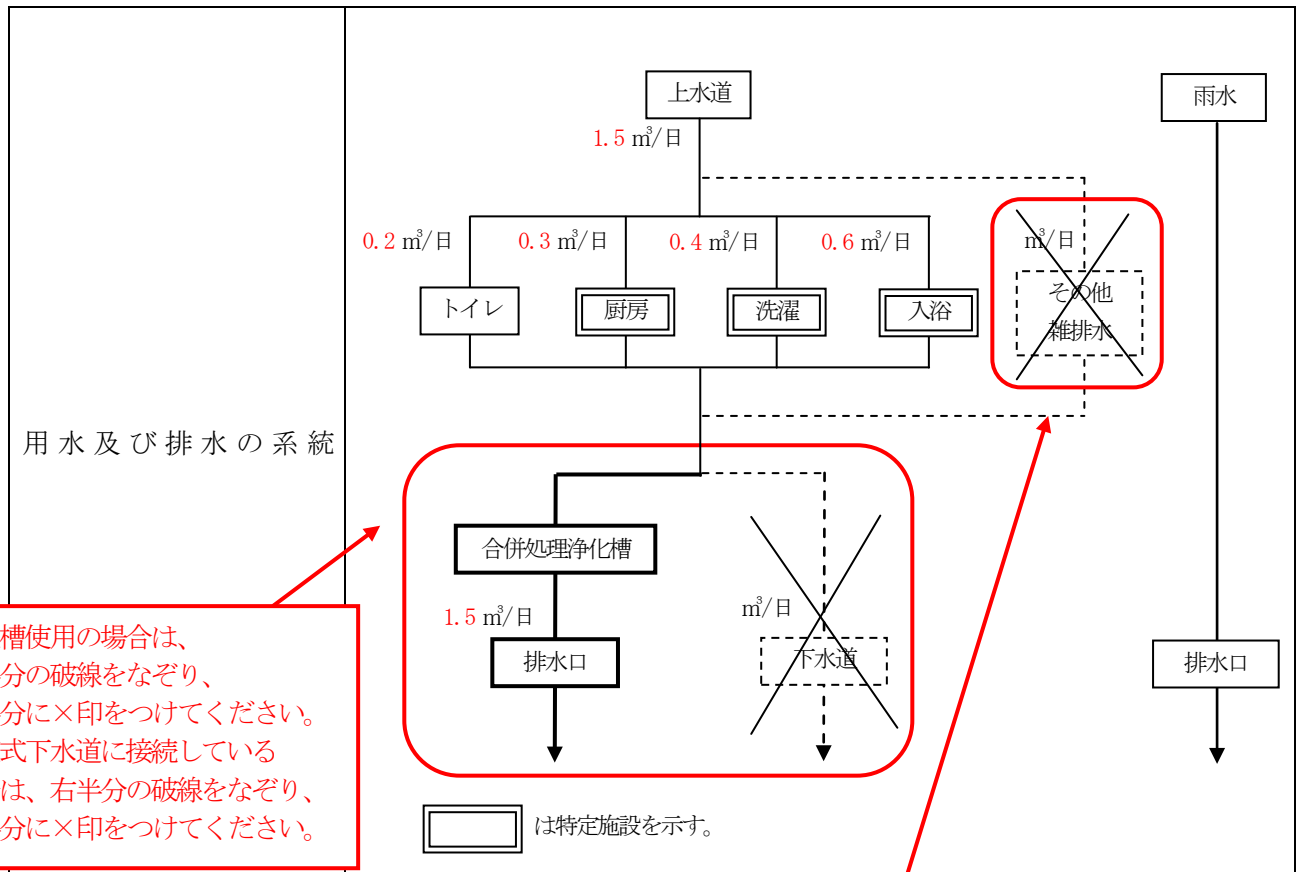 上水道
雨水
1.5 ㎥/日
0.2 ㎥/日
0.3 ㎥/日
0.4 ㎥/日
0.6 ㎥/日
㎥/日
トイレ
厨房
洗濯
入浴
その他
雑排水
用水及び排水の系統
合併処理浄化槽
1.5 ㎥/日
㎥/日
排水口
下水道
排水口
槽使用の場合は、
分の破線をなぞり、
分に×印をつけてください。
式下水道に接続している
は、右半分の破線をなぞり、
分に×印をつけてください。
は特定施設を示す。